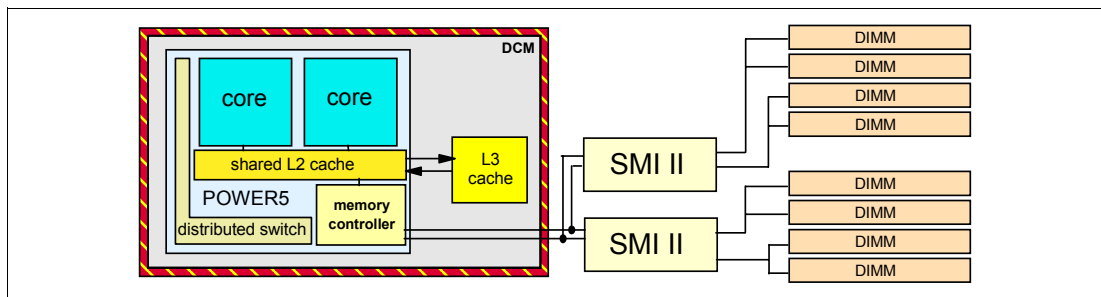 DCM
core
core
shared L2 cache
L3
cache
POWER5
memory
controller
distributed switch
SMI II
SMI II
DIMM
DIMM
DIMM
DIMM
DIMM
DIMM
DIMM
DIMM